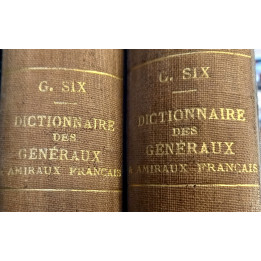 G. SIX
DICTIONNAIRE
DES
GÉNÉRAUX
& AMIRAUX FRANÇAIS
G. SIX
DICTIONNAIRE
DES
GÉNÉRAUX
& AMIRAUX FRANÇAIS